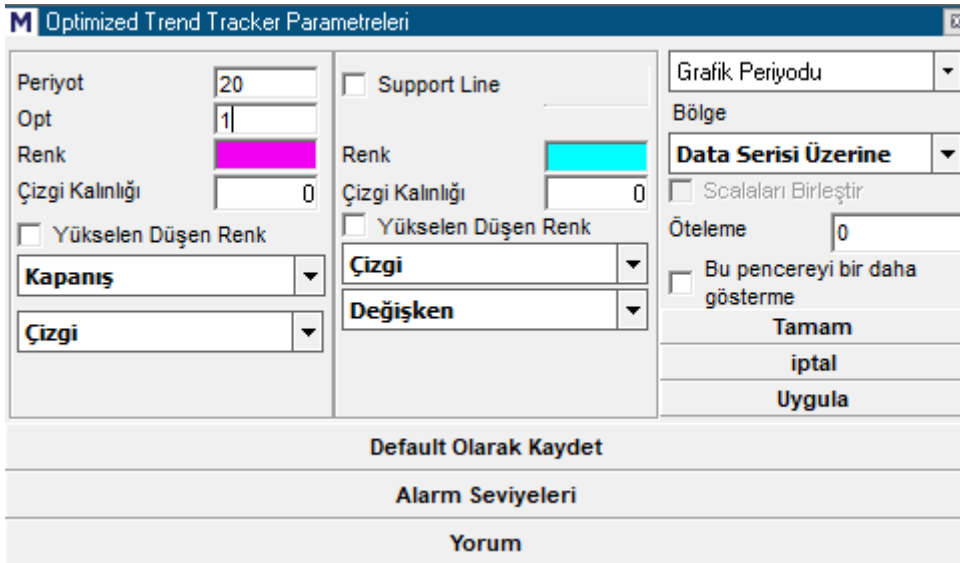 M Optimized Trend Tracker Parametreleri
Periyot 20
Opt 1
Renk
Çizgi Kalınlığı 0
Yükselen Düşen Renk
Kapanış
Çizgi
Support Line
Renk
Çizgi Kalınlığı 0
Yükselen Düşen Renk
Çizgi
Değişken
Grafik Periyodu
Bölge
Data Serisi Üzerine
Scalaları Birleştir
Öteleme 0
Bu pencereyi bir daha
gösterme
Tamam
iptal
Uygula
Default Olarak Kaydet
Alarm Seviyeleri
Yorum